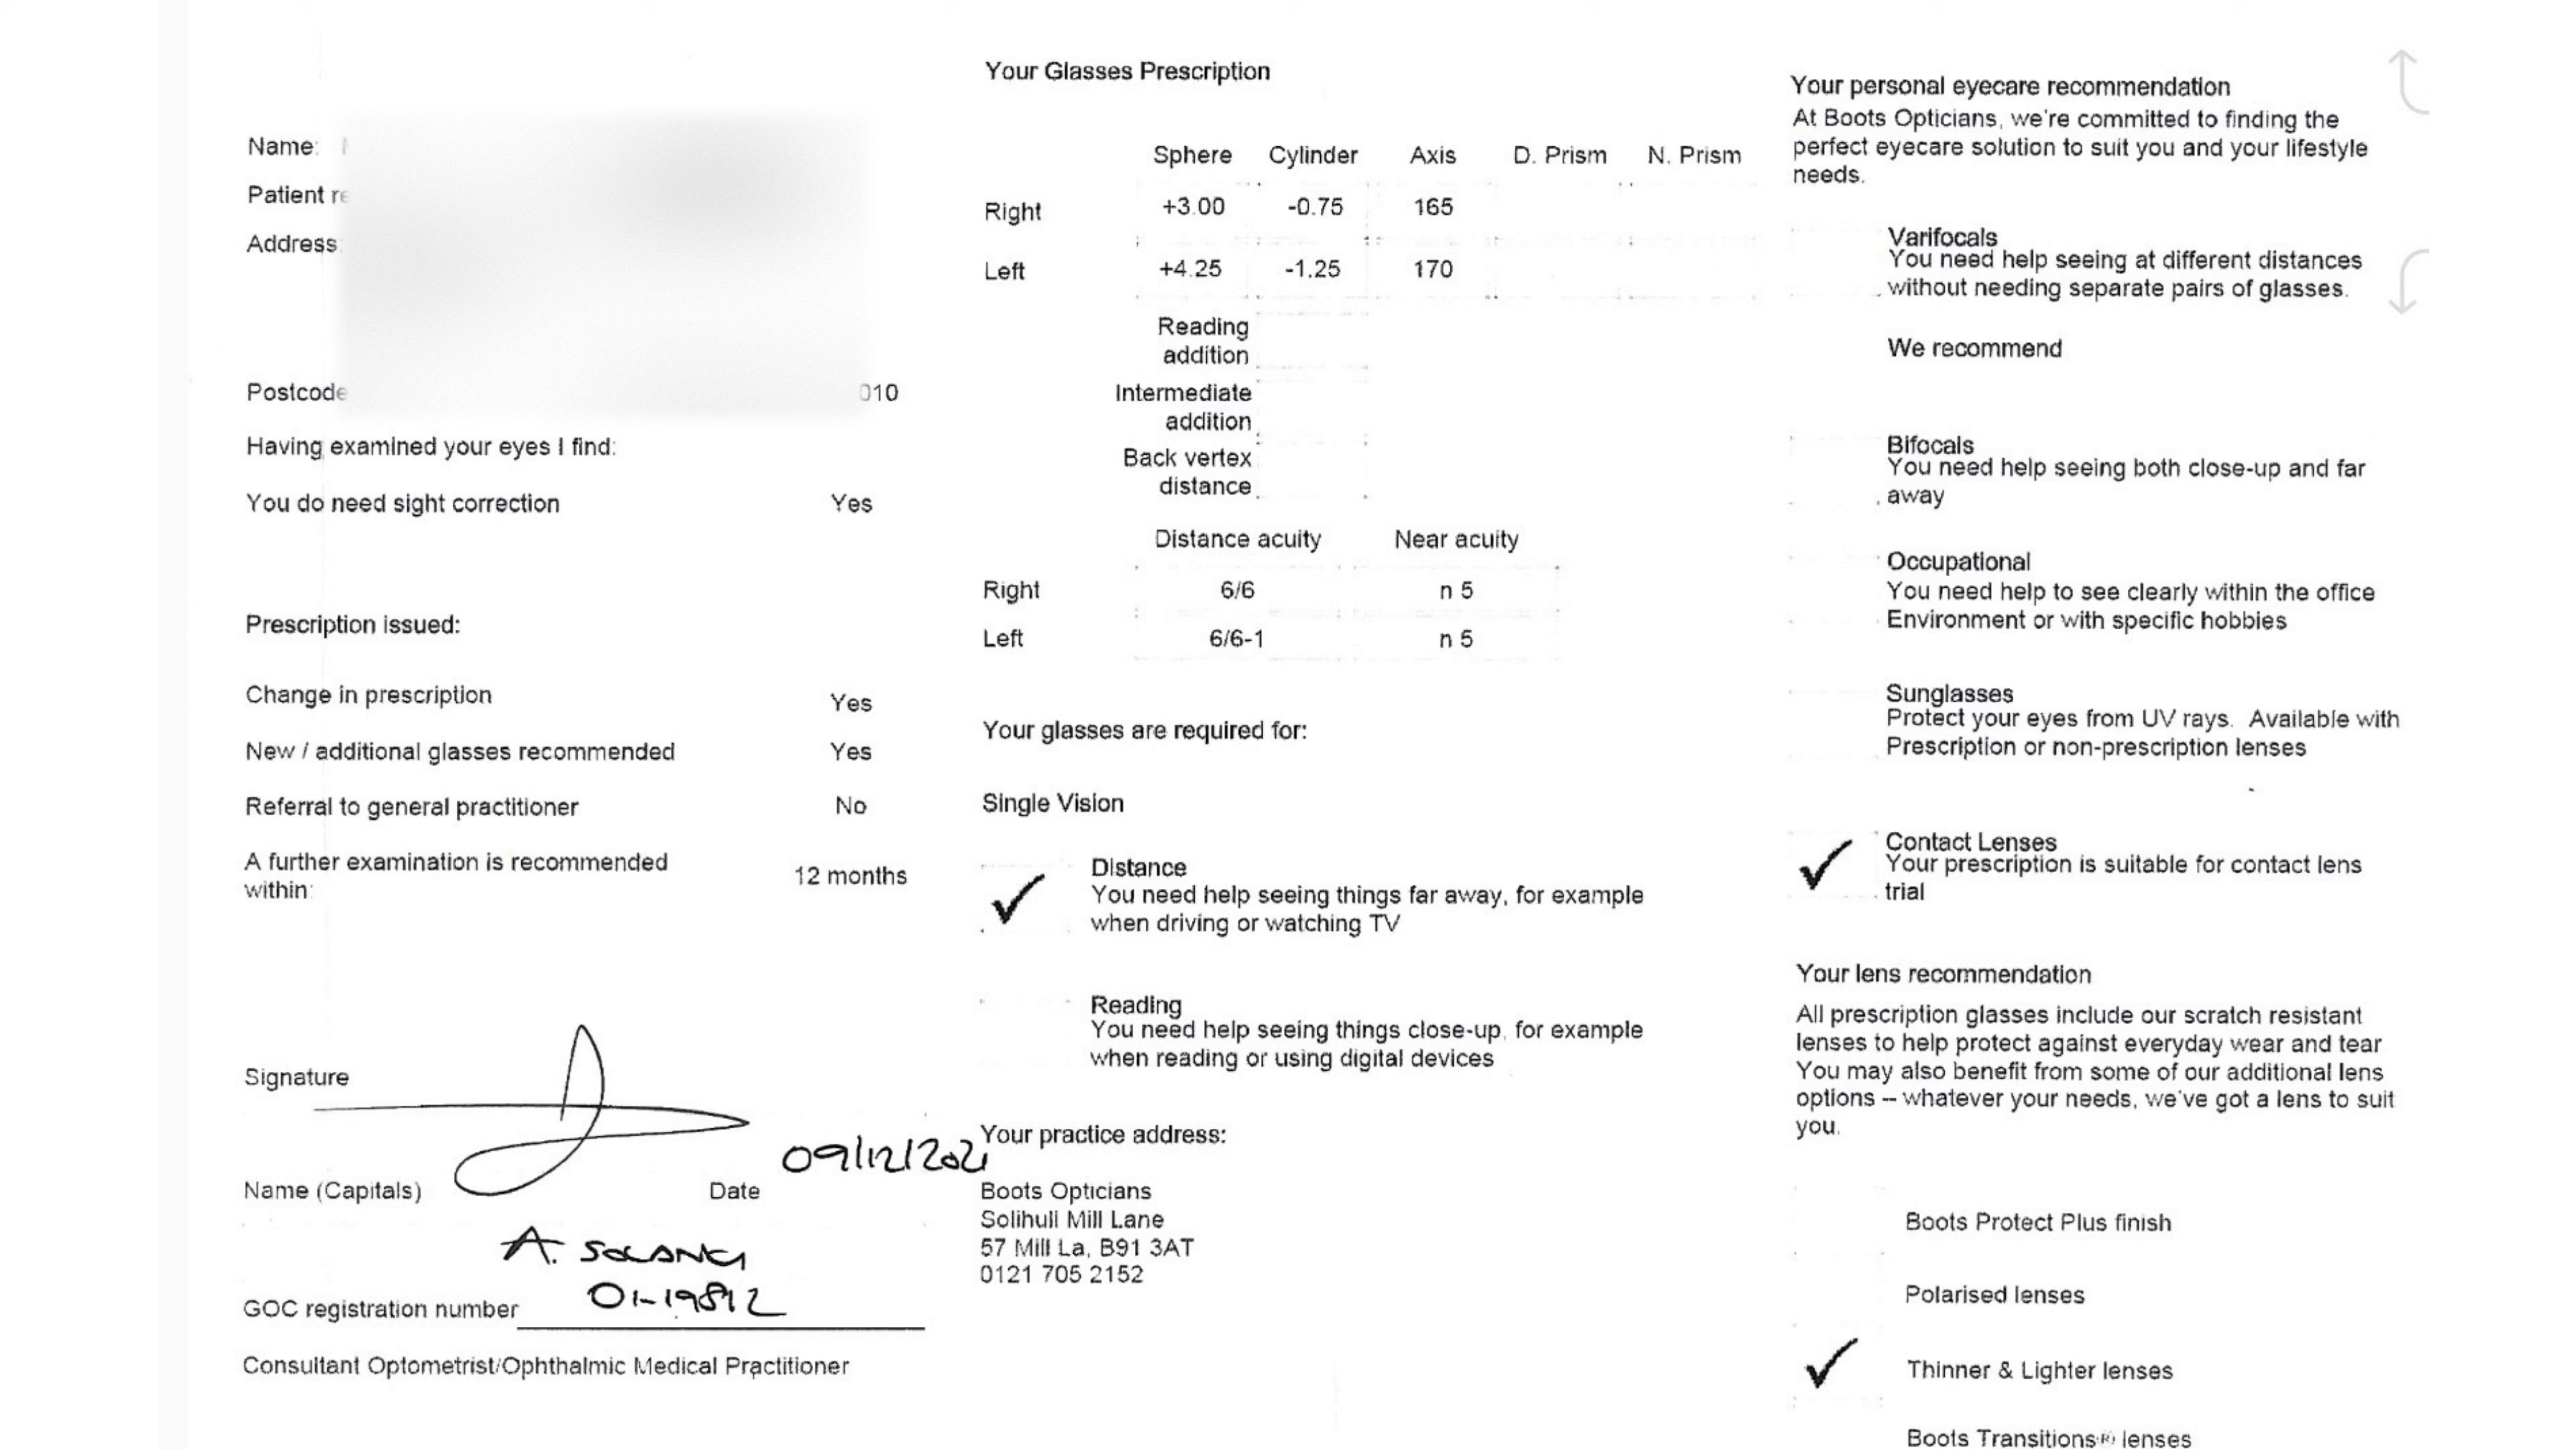 Name:
Patient re
Address:
Postcode
010
Having examined your eyes I find:
You do need sight correction Yes
Prescription issued:
Change in prescription Yes
New / additional glasses recommended Yes
Referral to general practitioner No
A further examination is recommended
within: 12 months
Signature
09/12/2021
Name (Capitals) Date
A. SOLANKI
GOC registration number 01-19812
Consultant Optometrist/Ophthalmic Medical Practitioner
Your Glasses Prescription
Sphere Cylinder Axis D. Prism N. Prism
Right +3.00 -0.75 165
Left +4.25 -1.25 170
Reading
addition
Intermediate
addition
Back vertex
distance
Distance acuity Near acuity
Right 6/6 n 5
Left 6/6-1 n 5
Your glasses are required for:
Single Vision
✓ Distance
You need help seeing things far away, for example
when driving or watching TV
Reading
You need help seeing things close-up, for example
when reading or using digital devices
Your practice address:
Boots Opticians
Solihull Mill Lane
57 Mill La, B91 3AT
0121 705 2152
Your personal eyecare recommendation
At Boots Opticians, we're committed to finding the
perfect eyecare solution to suit you and your lifestyle
needs.
Varifocals
You need help seeing at different distances
without needing separate pairs of glasses.
We recommend
Bifocals
You need help seeing both close-up and far
away
Occupational
You need help to see clearly within the office
Environment or with specific hobbies
Sunglasses
Protect your eyes from UV rays. Available with
Prescription or non-prescription lenses
✓ Contact Lenses
Your prescription is suitable for contact lens
trial
Your lens recommendation
All prescription glasses include our scratch resistant
lenses to help protect against everyday wear and tear
You may also benefit from some of our additional lens
options – whatever your needs, we've got a lens to suit
you.
Boots Protect Plus finish
Polarised lenses
✓ Thinner & Lighter lenses
Boots Transitions® lenses